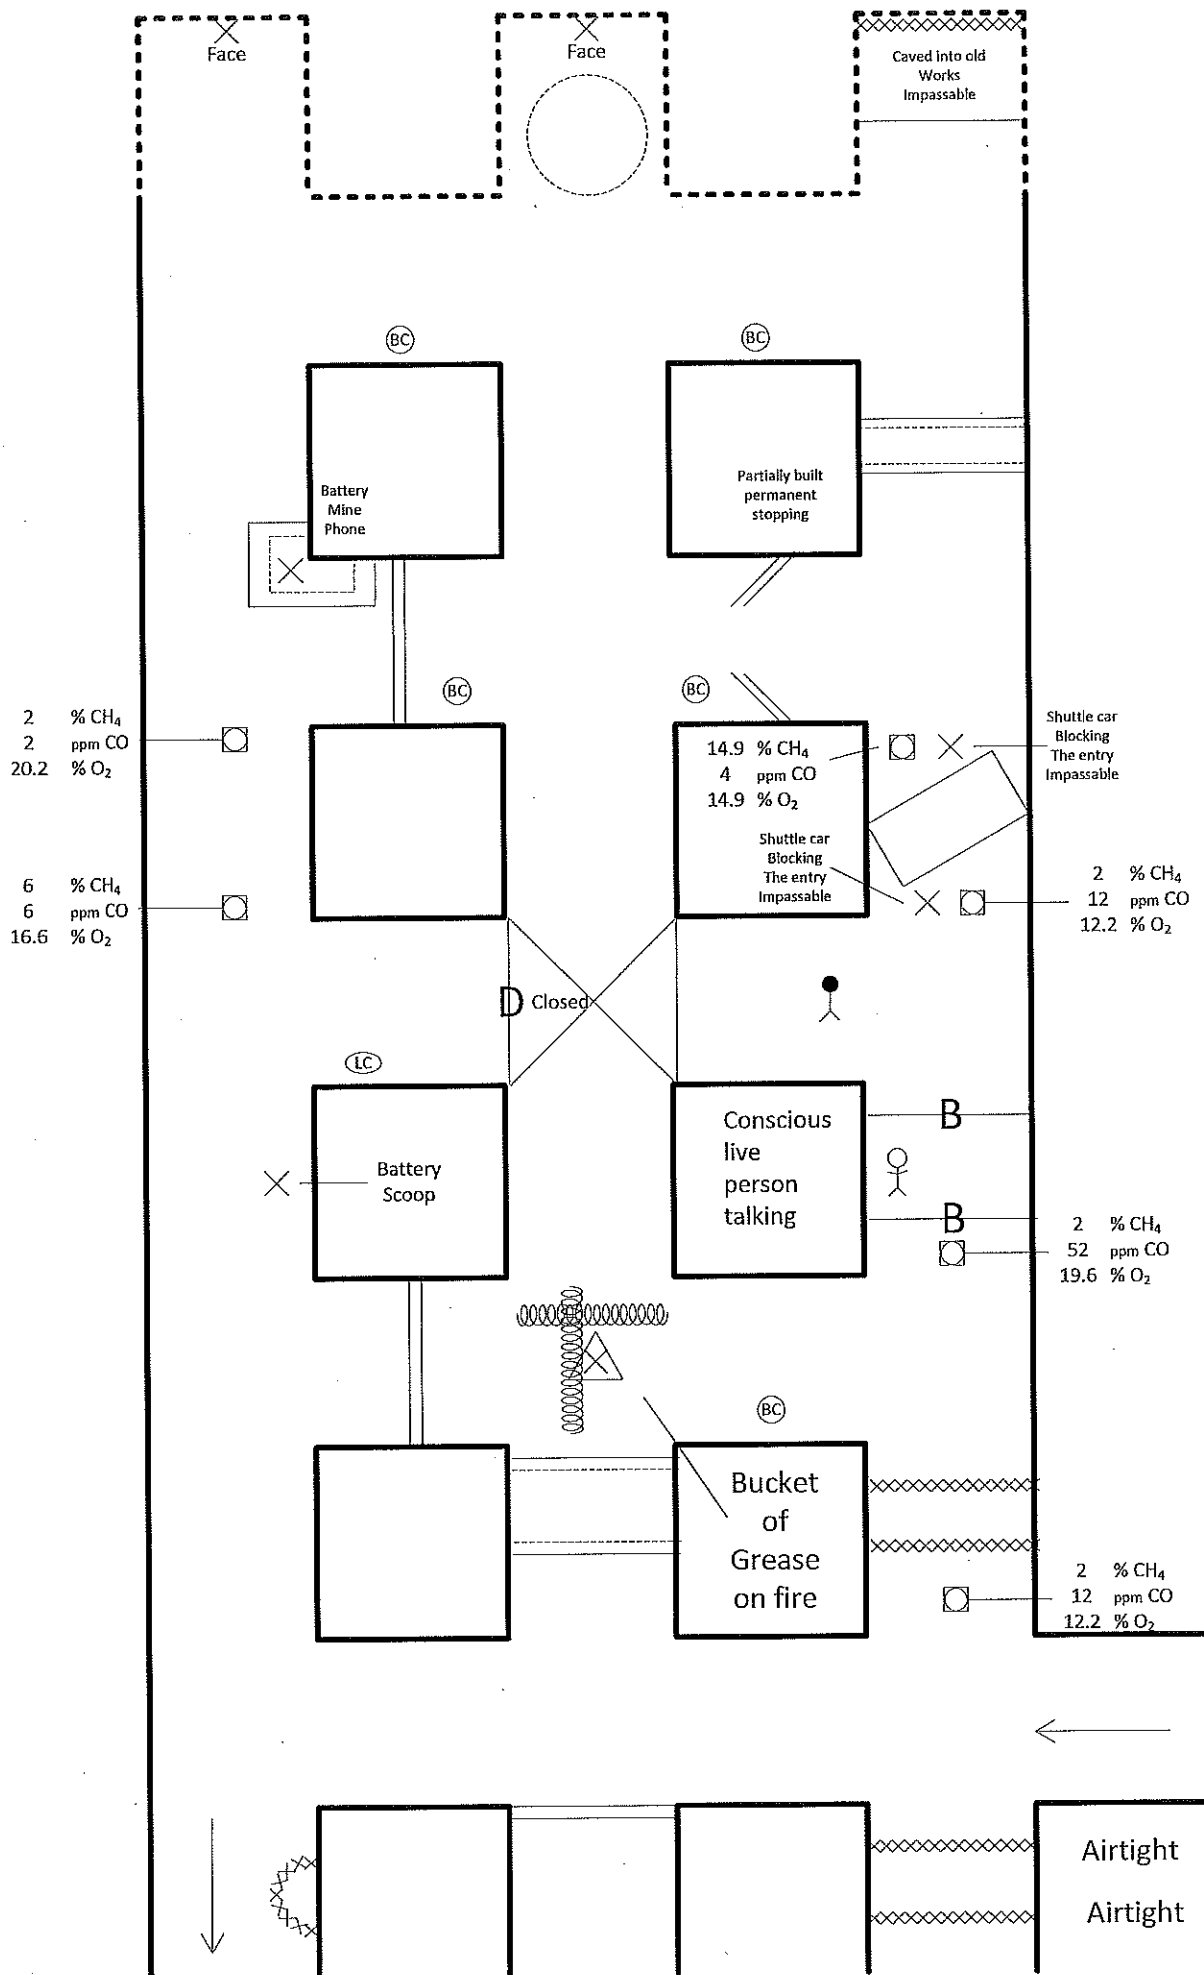 Face
Face
Caved into old
Works
Impassable
BC
BC
Battery
Mine
Phone
Partially built
permanent
stopping
BC
BC
2 % CH₄
2 ppm CO
20.2 % O₂
14.9 % CH₄
4 ppm CO
14.9 % O₂
Shuttle car
Blocking
The entry
Impassable
Shuttle car
Blocking
The entry
Impassable
6 % CH₄
6 ppm CO
16.6 % O₂
2 % CH₄
12 ppm CO
12.2 % O₂
D Closed
LC
B
Battery
Scoop
Conscious
live
person
talking
B
2 % CH₄
52 ppm CO
19.6 % O₂
BC
Bucket
of
Grease
on fire
2 % CH₄
12 ppm CO
12.2 % O₂
Airtight
Airtight